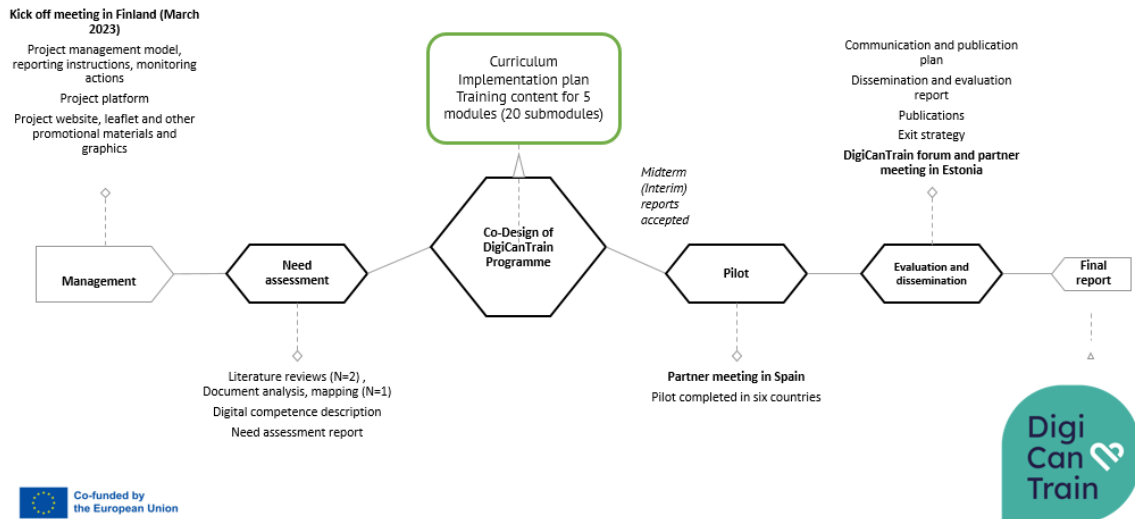 Kick off meeting in Finland (March
2023)
Project management model,
reporting instructions, monitoring
actions
Project platform
Project website, leaflet and other
promotional materials and
graphics
Management
Need
assessment
Literature reviews (N=2) ,
Document analysis, mapping (N=1)
Digital competence description
Need assessment report
Curriculum
Implementation plan
Training content for 5
modules (20 submodules)
Co-Design of
DigiCanTrain
Programme
Midterm
(Interim)
reports
accepted
Pilot
Partner meeting in Spain
Pilot completed in six countries
Communication and publication
plan
Dissemination and evaluation
report
Publications
Exit strategy
DigiCanTrain forum and partner
meeting in Estonia
Evaluation and
dissemination
Final
report
Digi
Can
Train
Co-funded by
the European Union